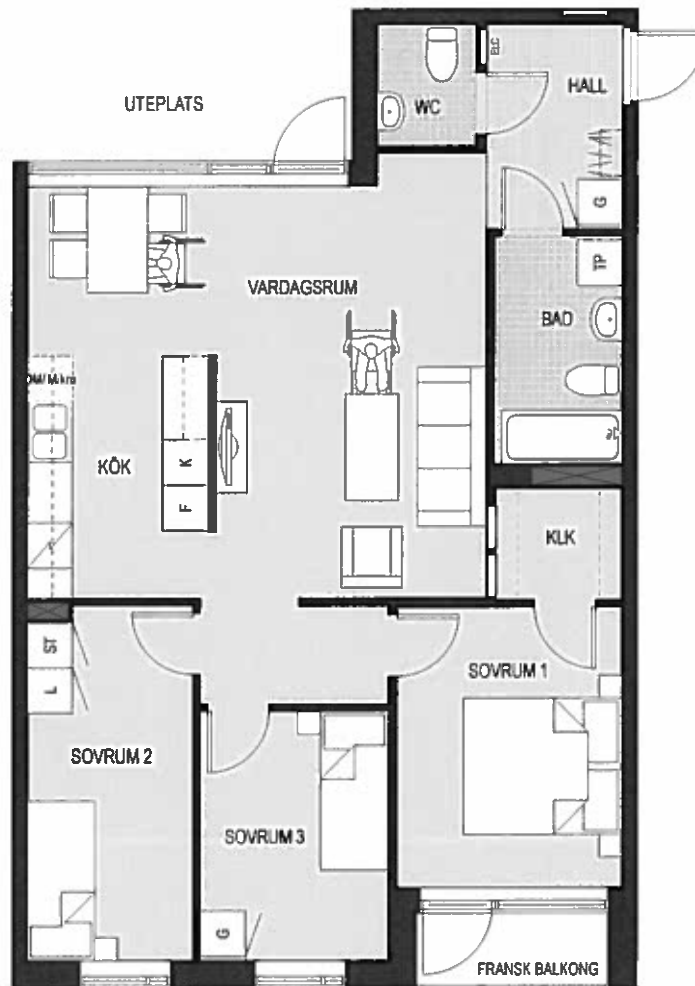 ELC
HALL
WC
UTEPLATS
G
TP
VARDAGSRUM
BAD
DM/Mikro
KÖK
K
F
KLK
ST
L
SOVRUM 1
SOVRUM 2
SOVRUM 3
G
FRANSK BALKONG